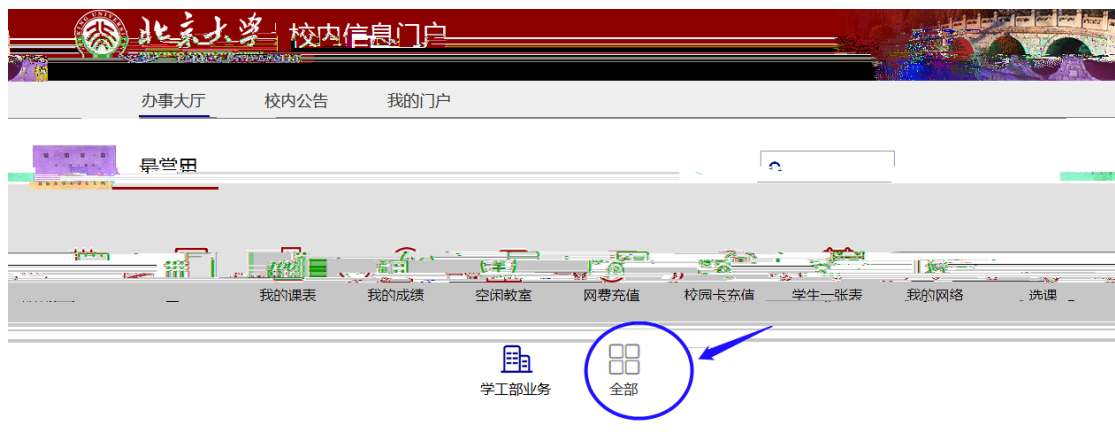 北京大学 校内信息门户
办事大厅 校内公告 我的门户
最常用
我的课表 我的成绩 空闲教室 网费充值 校园卡充值 学生一张表 我的网络 选课
学工部业务 全部